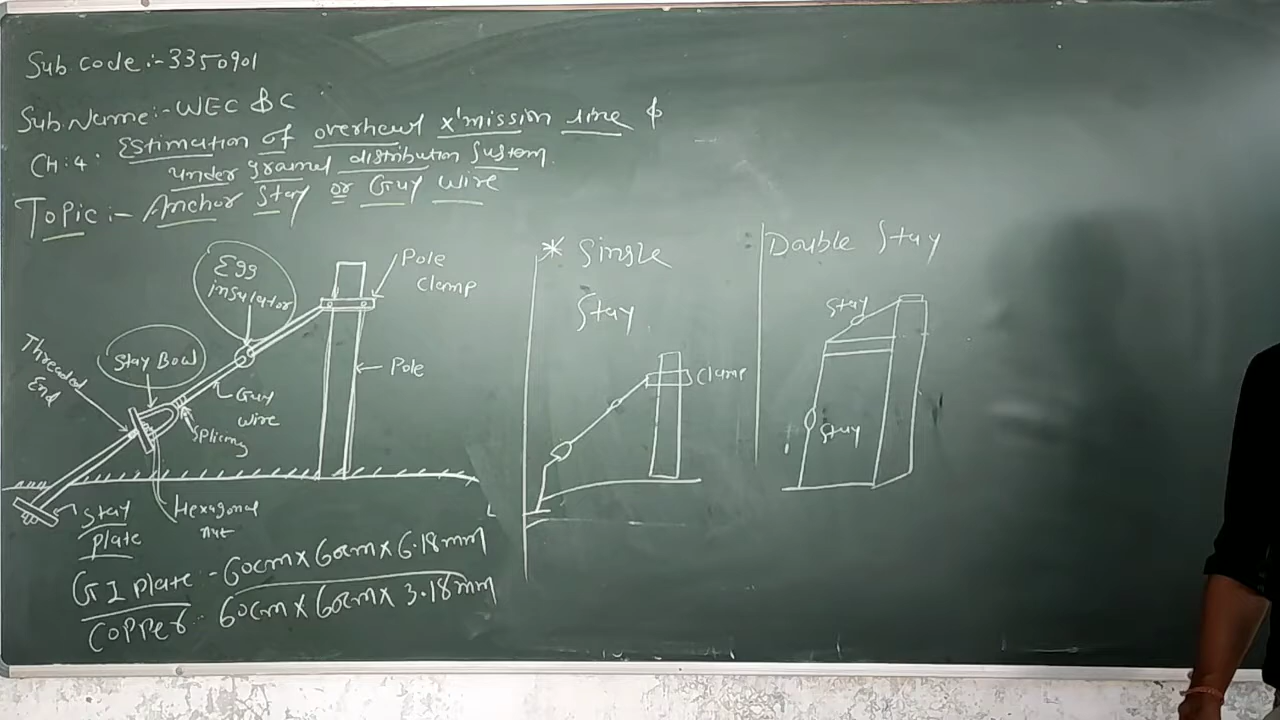 Sub code :- 3350901
Sub. Name :- WEC & C
CH: 4: Estimation of overhead x'mission line &
under ground distribution System.
Topic :- Anchor Stay or Guy wire
Egg
insulator
Pole
clamp
Threaded
End
Stay Bow
Pole
Guy
wire
Splicing
Stay
plate
Hexagonal
nut
GI plate - 60cm x 60cm x 6.18mm
Copper - 60cm x 60cm x 3.18mm
* Single
Stay
Clamp
Double Stay
Stay
Stay